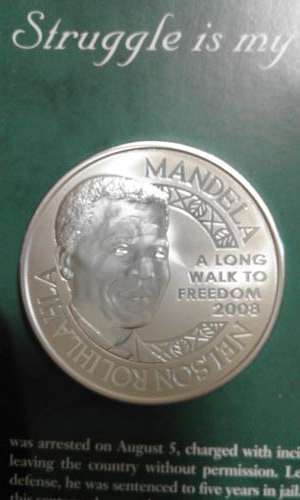 Struggle is my
MANDELA
A LONG
WALK TO
FREEDOM
2008
NELSON ROLIHLAHLA
was arrested on August 5, charged with inci
leaving the country without permission. Le
defense, he was sentenced to five years in jail